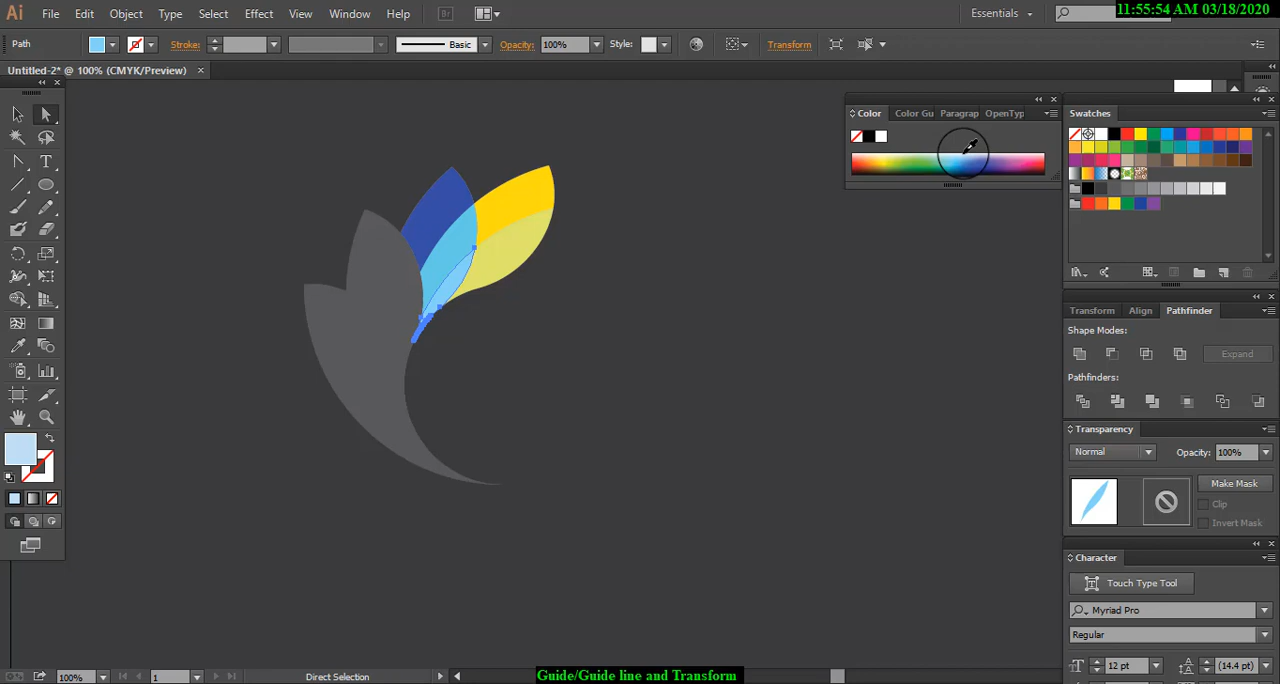 Ai File Edit Object Type Select Effect View Window Help Br Essentials 11:55:54 AM 03/18/2020
Path Stroke: Basic Opacity: 100% Style: Transform
Untitled-2* @ 100% (CMYK/Preview)
Color Color Gu Paragrap OpenTyp
Swatches
Transform Align Pathfinder
Shape Modes:
Expand
Pathfinders:
Transparency
Normal Opacity: 100%
Make Mask
Clip
Invert Mask
Character
Touch Type Tool
Myriad Pro
Regular
12 pt (14.4 pt)
100% 1 Direct Selection
Guide/Guide line and Transform